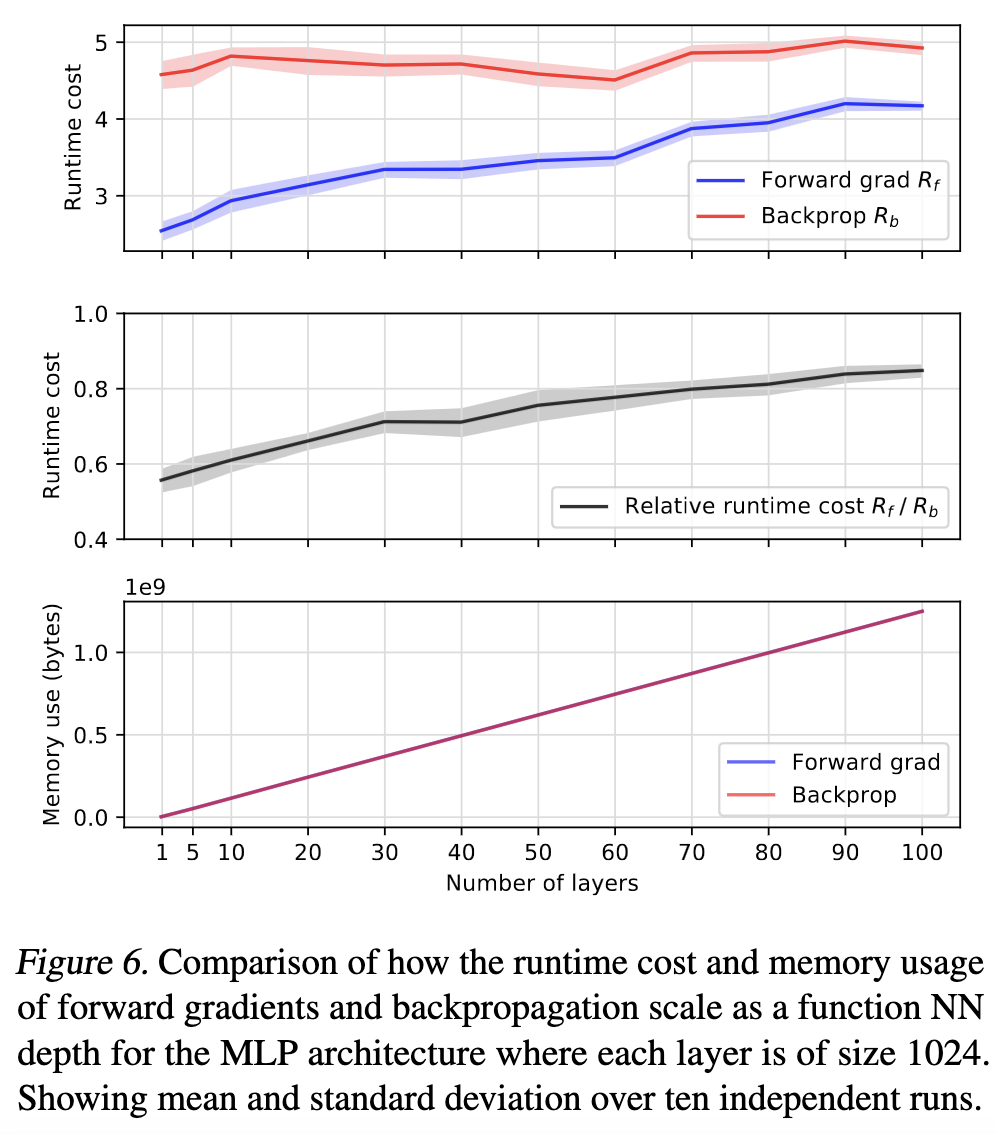 5
4
3
Runtime cost
Forward grad R_f
Backprop R_b
1.0
0.8
0.6
0.4
Runtime cost
Relative runtime cost R_f / R_b
1e9
1.0
0.5
0.0
Memory use (bytes)
Forward grad
Backprop
1 5 10 20 30 40 50 60 70 80 90 100
Number of layers
Figure 6. Comparison of how the runtime cost and memory usage
of forward gradients and backpropagation scale as a function NN
depth for the MLP architecture where each layer is of size 1024.
Showing mean and standard deviation over ten independent runs.